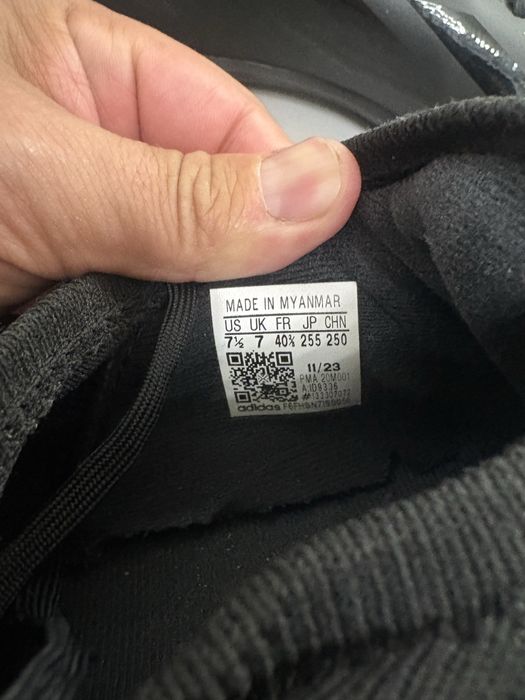 MADE IN MYANMAR
US UK FR JP CHN
7½ 7 40⅔ 255 250
11/23
PMA 20M001
#133307072
adidas